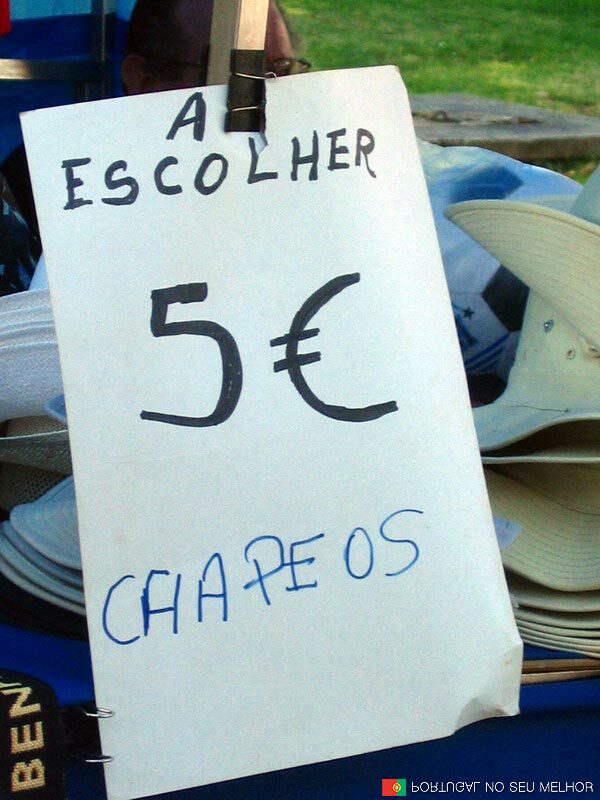 A
ESCOLHER
5€
CHAPEOS
BEN
PORTUGAL NO SEU MELHOR